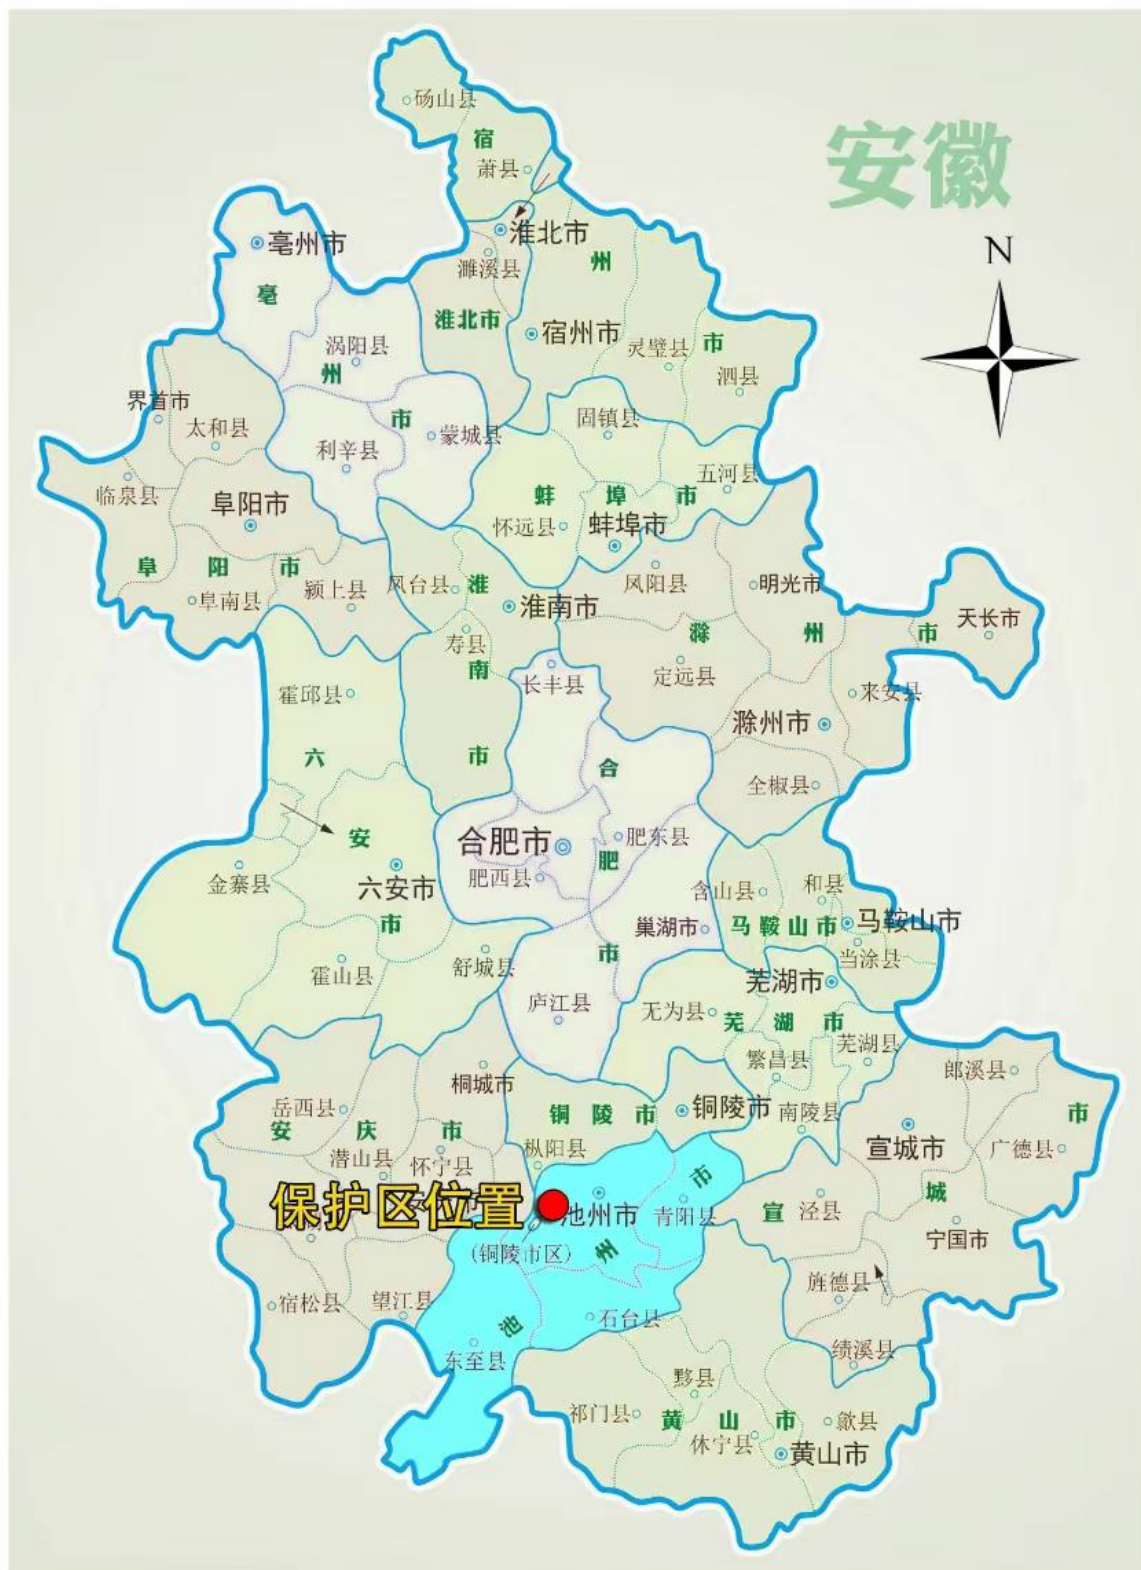 安徽
N
砀山县
宿
萧县
亳州市
淮北市
濉溪县
州
亳
淮北市
宿州市
涡阳县
州
灵璧县
市
泗县
界首市
太和县
市
蒙城县
固镇县
利辛县
五河县
临泉县
阜阳市
蚌
埠
市
怀远县
蚌埠市
阜
阳
市
凤台县
淮
凤阳县
明光市
阜南县
颍上县
淮南市
天长市
寿县
滁
州
市
南
定远县
长丰县
霍邱县
来安县
滁州市
六
市
合
全椒县
安
合肥市
肥东县
肥
金寨县
六安市
肥西县
含山县
和县
市
巢湖市
马鞍山市
马鞍山市
霍山县
舒城县
市
当涂县
芜湖市
庐江县
无为县
芜
湖
市
繁昌县
芜湖县
桐城市
郎溪县
岳西县
铜陵市
铜陵市
南陵县
市
安
庆
市
宣城市
广德县
潜山县
怀宁县
枞阳县
市
城
保护区位置
池州市
青阳县
宣
泾县
宁国市
(铜陵市区)
州
旌德县
宿松县
望江县
池
石台县
东至县
绩溪县
黟县
祁门县
黄
山
市
歙县
休宁县
黄山市